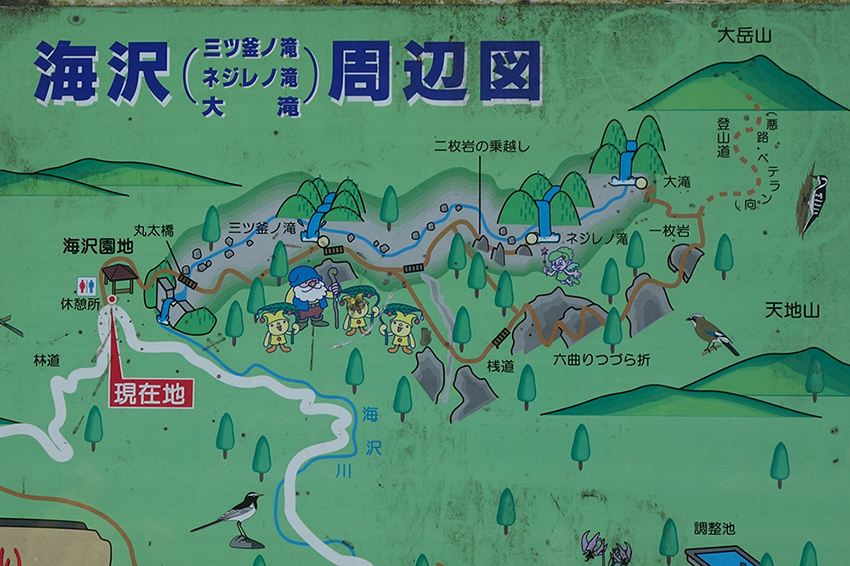 海沢(三ツ釜ノ滝
ネジレノ滝
大滝)周辺図
大岳山
登山道
(悪路・ベテラン向)
二枚岩の乗越し
大滝
丸太橋
三ツ釜ノ滝
ネジレノ滝
一枚岩
海沢園地
休憩所
天地山
林道
現在地
桟道
六曲りつづら折
海沢川
調整池